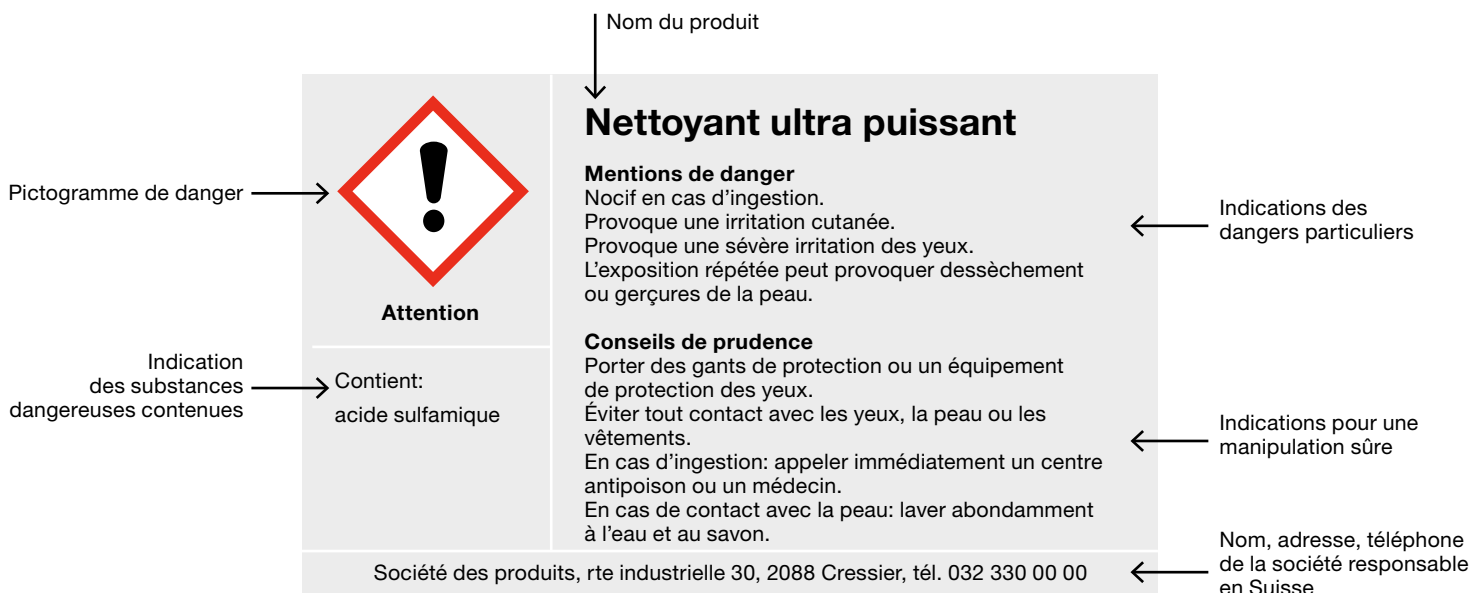 Nom du produit
Nettoyant ultra puissant
Pictogramme de danger
Attention
Mentions de danger
Nocif en cas d’ingestion.
Provoque une irritation cutanée.
Provoque une sévère irritation des yeux.
L’exposition répétée peut provoquer dessèchement
ou gerçures de la peau.
Indications des
dangers particuliers
Indication
des substances
dangereuses contenues
Contient:
acide sulfamique
Conseils de prudence
Porter des gants de protection ou un équipement
de protection des yeux.
Éviter tout contact avec les yeux, la peau ou les
vêtements.
En cas d’ingestion: appeler immédiatement un centre
antipoison ou un médecin.
En cas de contact avec la peau: laver abondamment
à l’eau et au savon.
Indications pour une
manipulation sûre
Société des produits, rte industrielle 30, 2088 Cressier, tél. 032 330 00 00
Nom, adresse, téléphone
de la société responsable
en Suisse